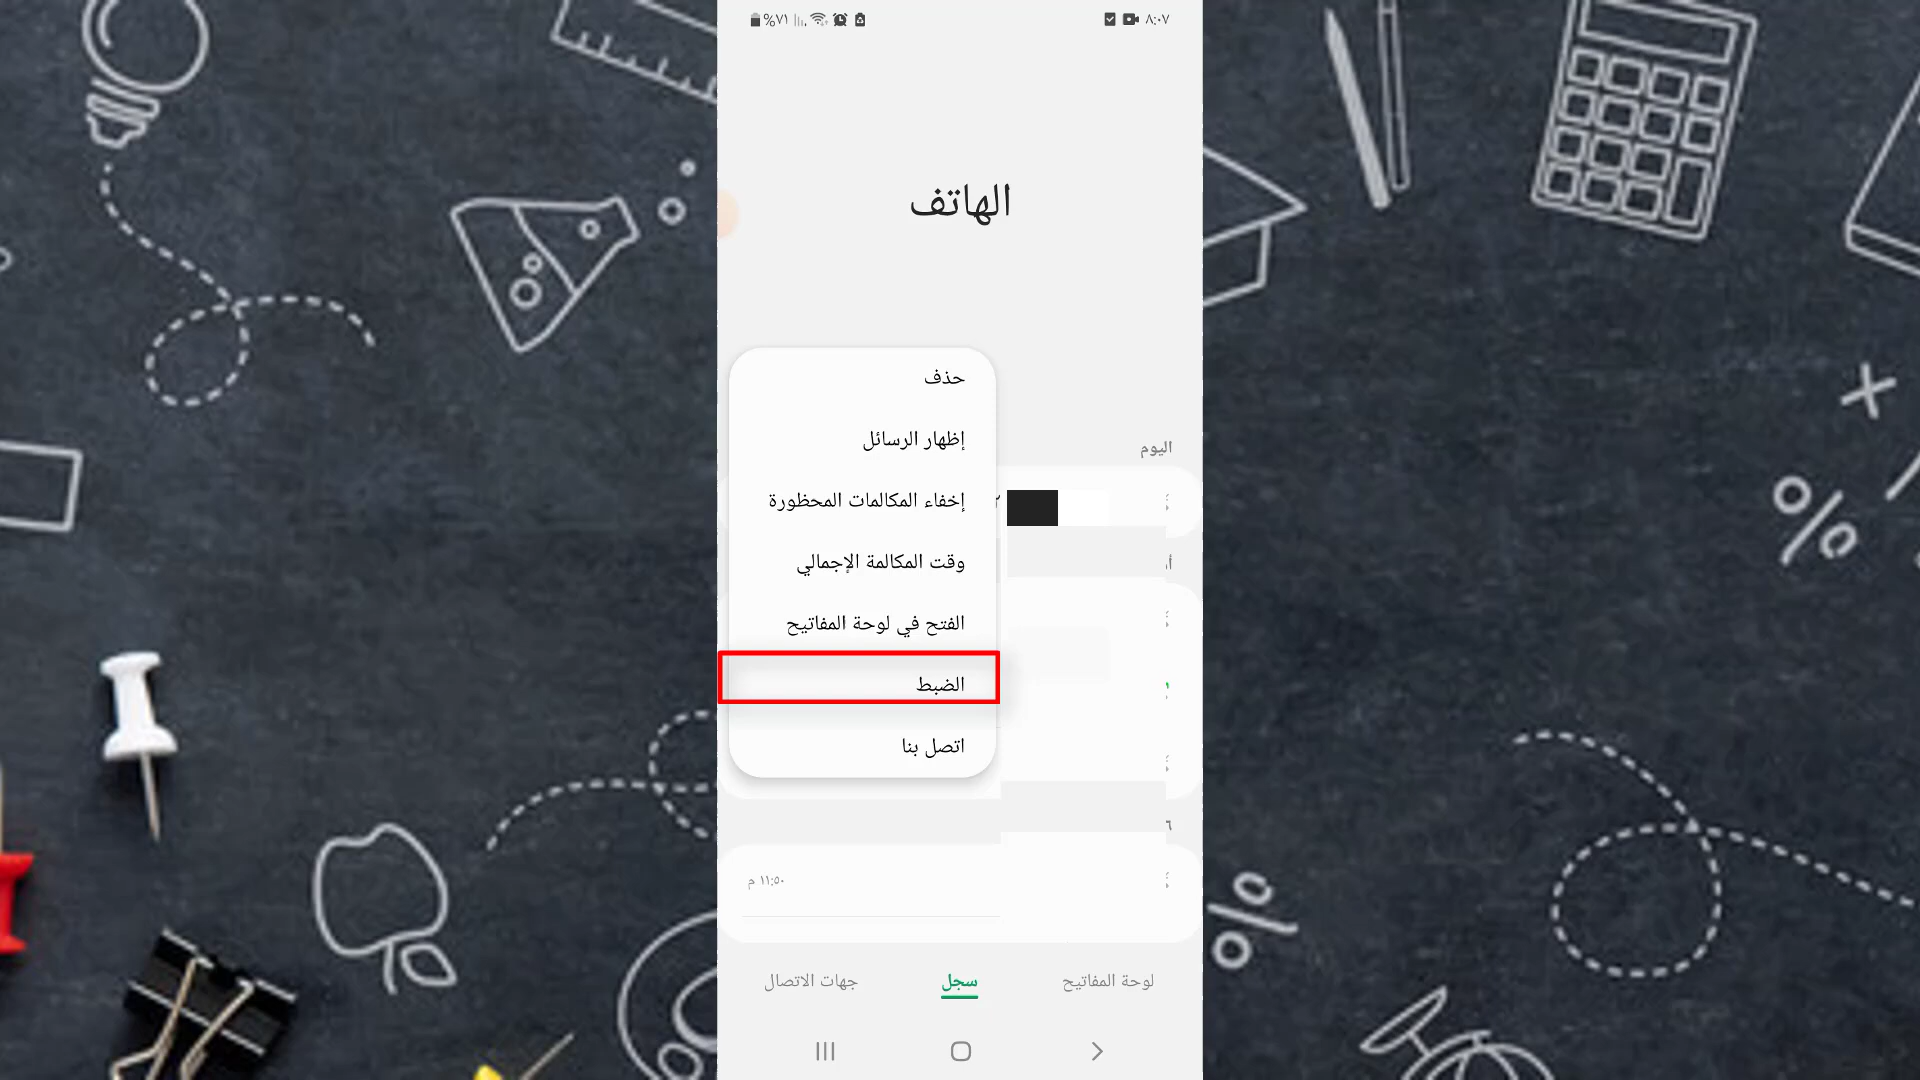 ٨:٠٧
%٧١
الهاتف
حذف
إظهار الرسائل
اليوم
إخفاء المكالمات المحظورة
وقت المكالمة الإجمالي
الفتح في لوحة المفاتيح
الضبط
اتصل بنا
١١:٥٠ م
لوحة المفاتيح
سجل
جهات الاتصال